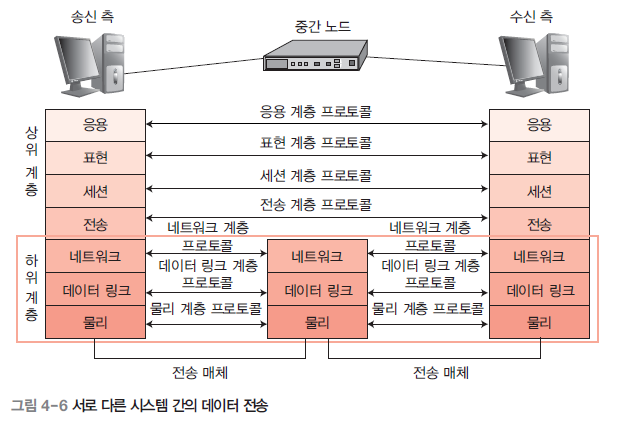 송신 측
중간 노드
수신 측
상위 계층
응용
응용 계층 프로토콜
응용
표현
표현 계층 프로토콜
표현
세션
세션 계층 프로토콜
세션
전송
전송 계층 프로토콜
전송
하위 계층
네트워크
네트워크 계층
프로토콜
네트워크
네트워크 계층
프로토콜
네트워크
데이터 링크
데이터 링크 계층
프로토콜
데이터 링크
데이터 링크 계층
프로토콜
데이터 링크
물리
물리 계층 프로토콜
물리
물리 계층 프로토콜
물리
전송 매체
전송 매체
그림 4-6 서로 다른 시스템 간의 데이터 전송